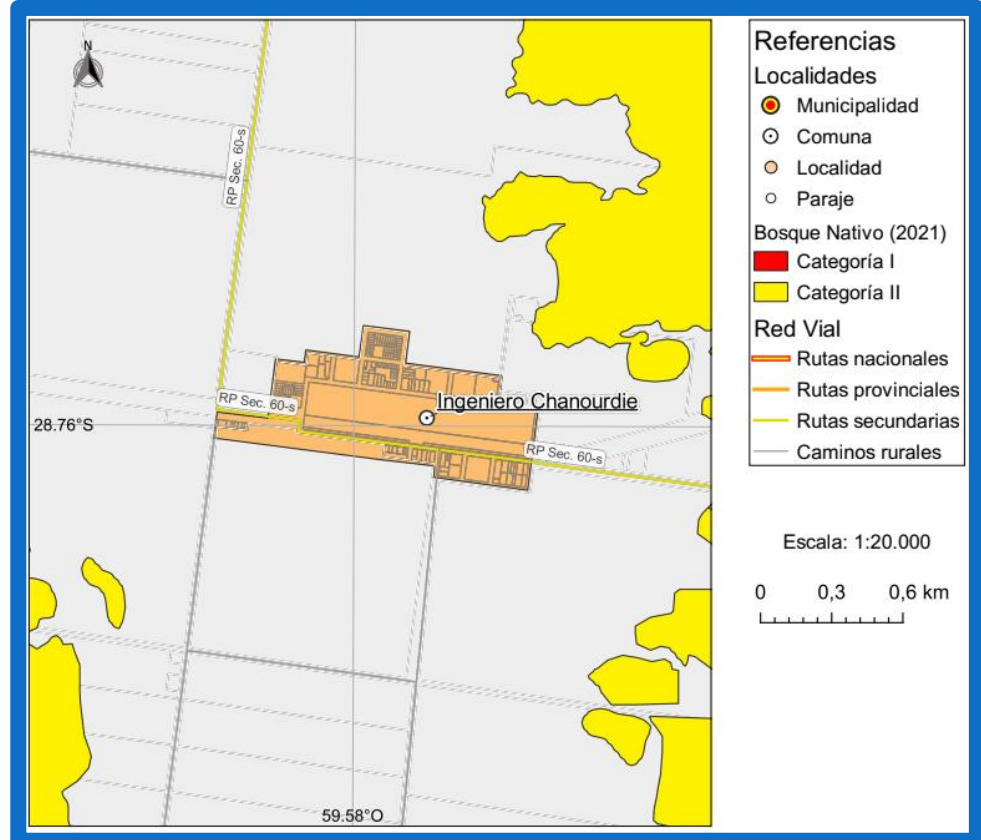 N
RP Sec. 60-s
RP Sec. 60-s
Ingeniero Chanourdie
28.76°S
RP Sec. 60-s
59.58°O
Referencias
Localidades
Municipalidad
Comuna
Localidad
Paraje
Bosque Nativo (2021)
Categoría I
Categoría II
Red Vial
Rutas nacionales
Rutas provinciales
Rutas secundarias
Caminos rurales
Escala: 1:20.000
0 0,3 0,6 km